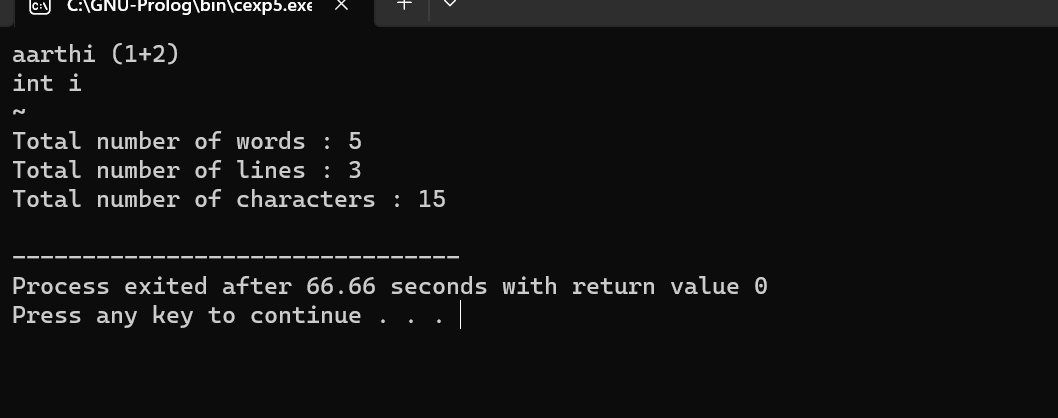 C:\GNU-Prolog\bin\cexp5.exe
aarthi (1+2)
int i
~
Total number of words : 5
Total number of lines : 3
Total number of characters : 15
--------------------------------
Process exited after 66.66 seconds with return value 0
Press any key to continue . . .